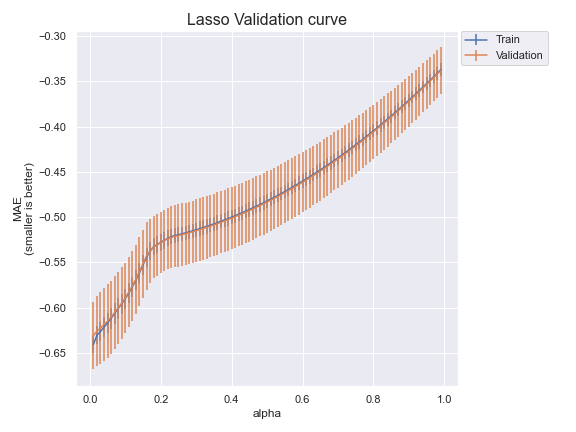 Lasso Validation curve
Train
Validation
MAE
(smaller is better)
−0.30
−0.35
−0.40
−0.45
−0.50
−0.55
−0.60
−0.65
0.0
0.2
0.4
0.6
0.8
1.0
alpha